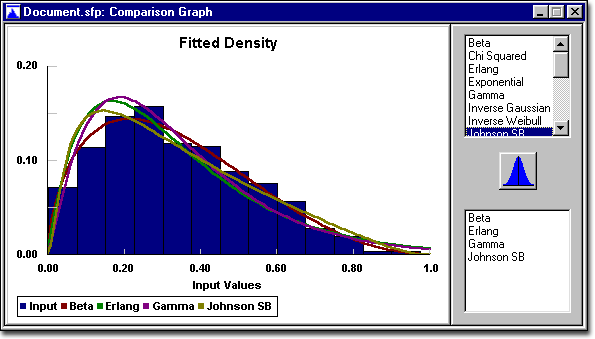 Document.sfp: Comparison Graph
Fitted Density
0.20
0.10
0.00
0.00 0.20 0.40 0.60 0.80 1.0
Input Values
Input Beta Erlang Gamma Johnson SB
Beta
Chi Squared
Erlang
Exponential
Gamma
Inverse Gaussian
Inverse Weibull
Johnson SB
Beta
Erlang
Gamma
Johnson SB